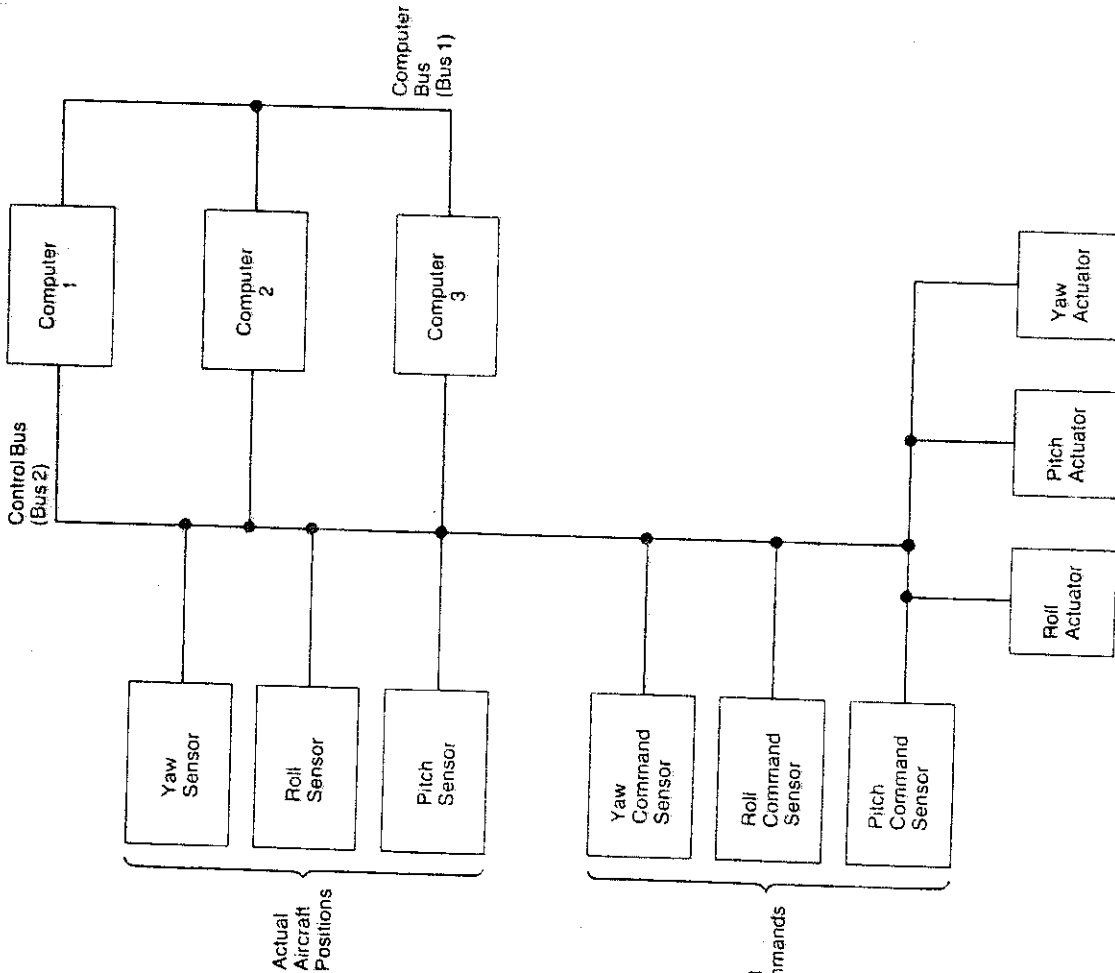 Control Bus
(Bus 2)
Computer
1
Computer
2
Computer
3
Computer
Bus
(Bus 1)
Yaw
Sensor
Roll
Sensor
Pitch
Sensor
Actual
Aircraft
Positions
Yaw
Command
Sensor
Roll
Command
Sensor
Pitch
Command
Sensor
Roll
Actuator
Pitch
Actuator
Yaw
Actuator